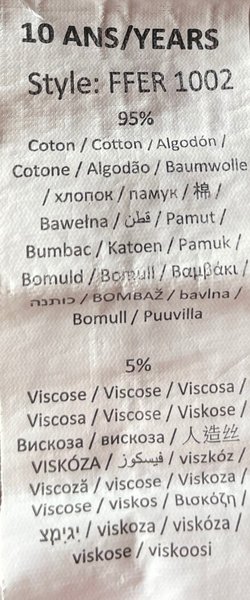 10 ANS/YEARS
Style: FFER 1002
95%
Coton / Cotton / Algodón /
Cotone / Algodão / Baumwolle
/ хлопок / памук / 棉 /
Bawełna / قطن / Pamut /
Bumbac / Katoen / Pamuk /
Bomuld / Bomull / Βαμβάκι /
כותנה / BOMBAŽ / bavlna /
Bomull / Puuvilla
5%
Viscose / Viscose / Viscosa /
Viscosa / Viscose / Viskose /
Вискоза / вискоза / 人造丝
VISKÓZA / فيسكوز / viszkóz /
Viscoză / viscose / Viskoza /
Viscose / viskos / Βισκόζη /
/ viskoza / viskóza /
viskose / viskoosi